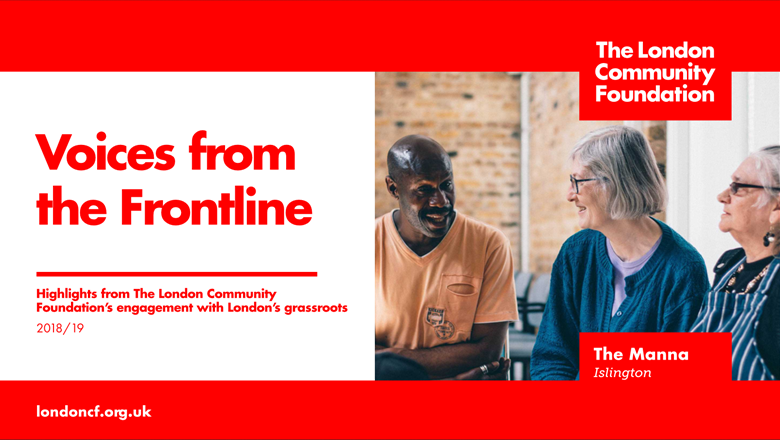 The London
Community
Foundation
Voices from
the Frontline
Highlights from The London Community
Foundation’s engagement with London’s grassroots
2018/19
The Manna
Islington
londoncf.org.uk